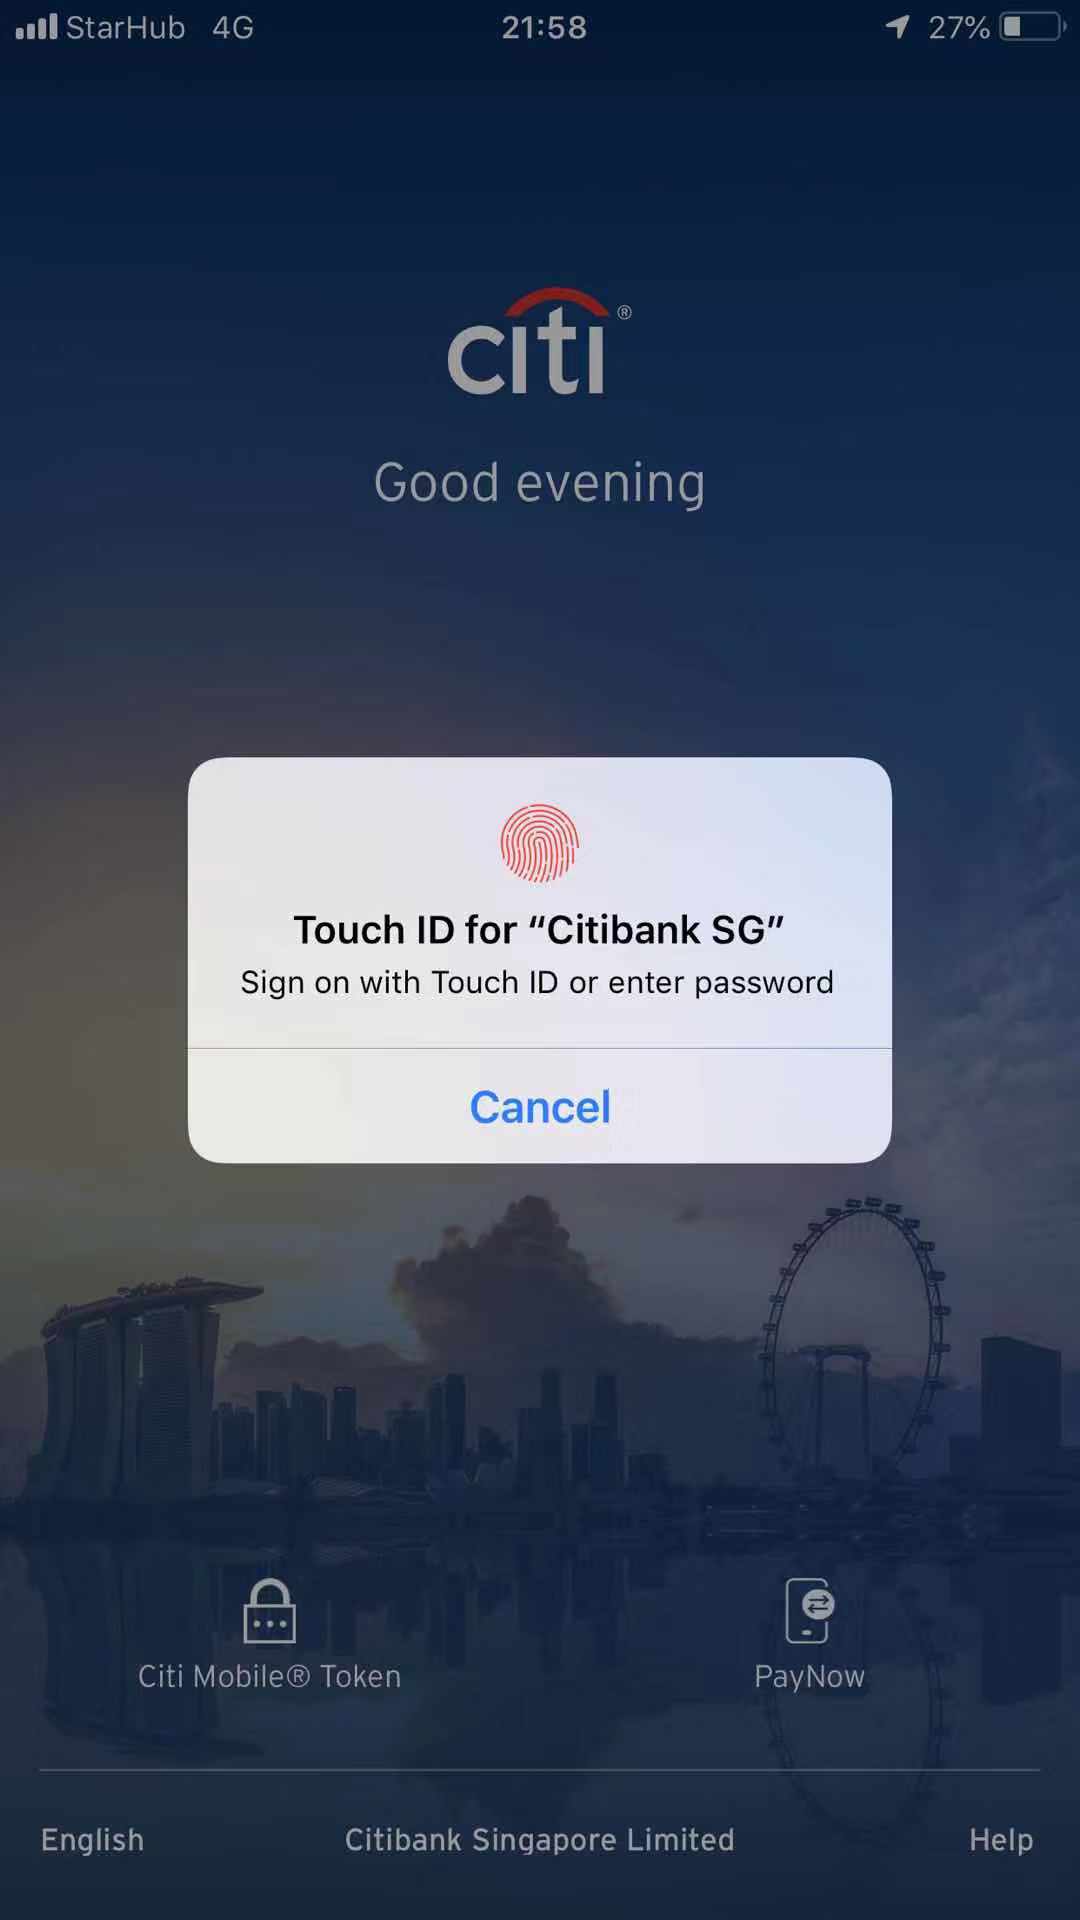 StarHub 4G 21:58 27%
citi®
Good evening
Touch ID for “Citibank SG”
Sign on with Touch ID or enter password
Cancel
Citi Mobile® Token PayNow
English Citibank Singapore Limited Help